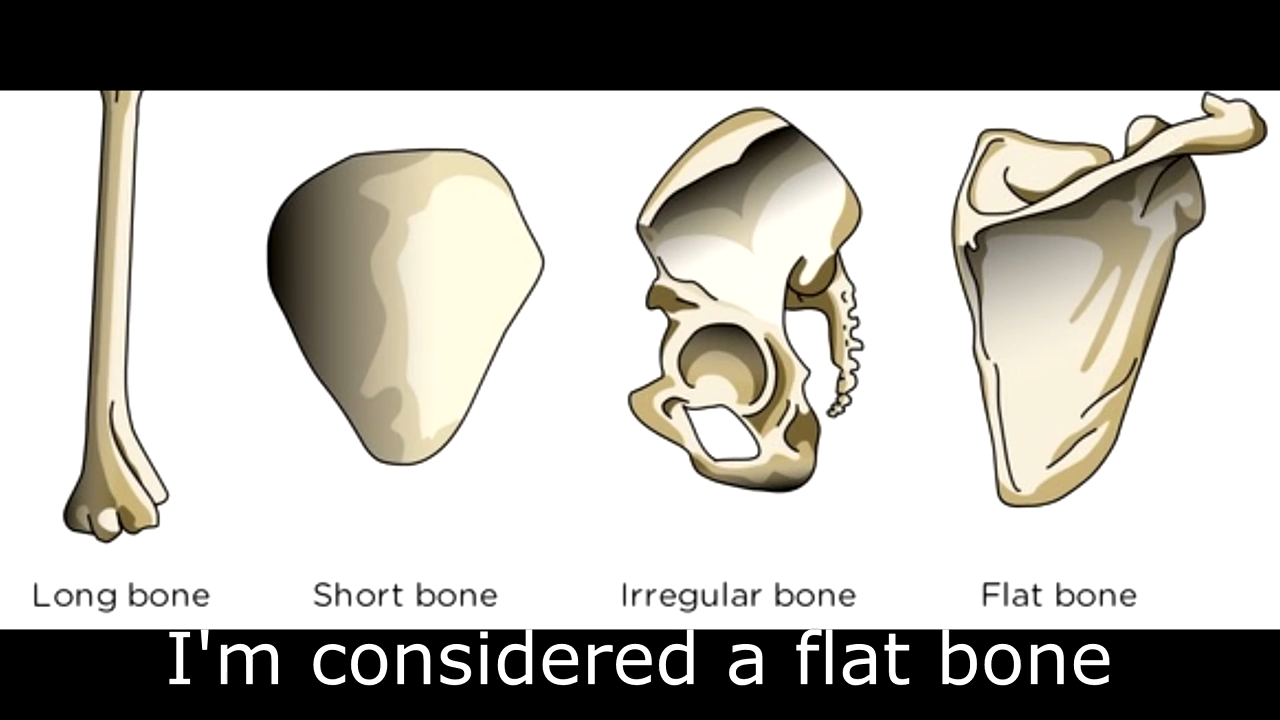 Long bone
Short bone
Irregular bone
Flat bone
I'm considered a flat bone